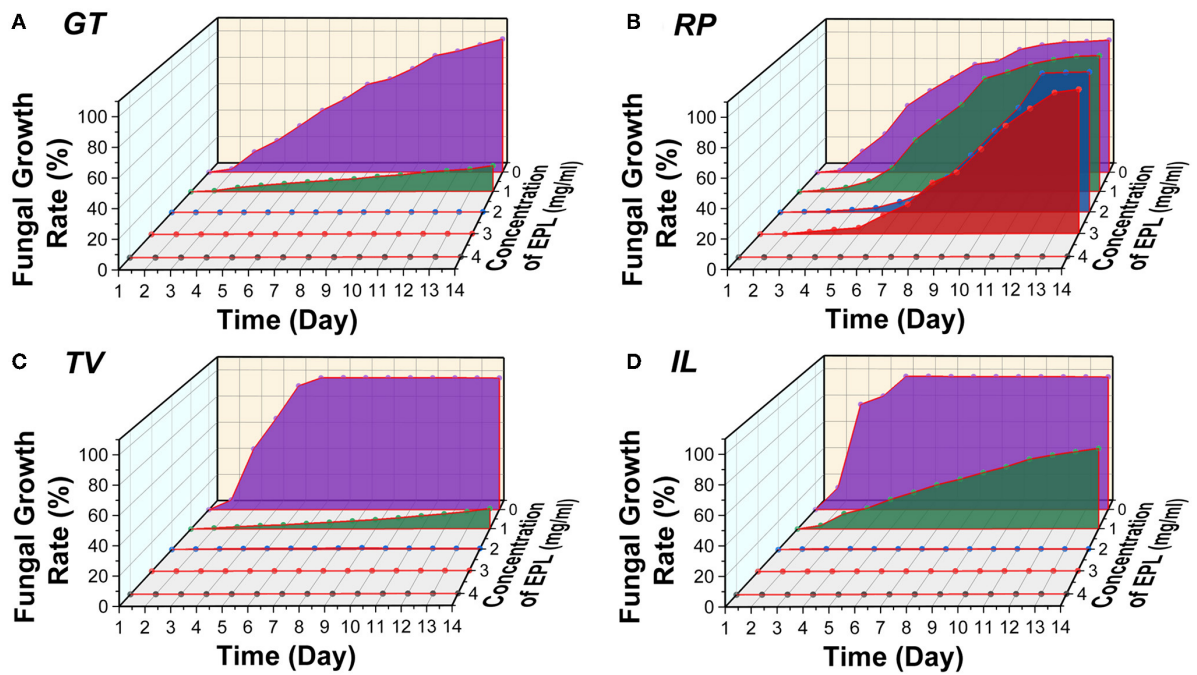 A GT
Fungal Growth
Rate (%)
100
80
60
40
20
0
1 2 3 4 5 6 7 8 9 10 11 12 13 14
Time (Day)
0
1
2
3
4
Concentration
of EPL (mg/ml)
B RP
Fungal Growth
Rate (%)
100
80
60
40
20
0
1 2 3 4 5 6 7 8 9 10 11 12 13 14
Time (Day)
0
1
2
3
4
Concentration
of EPL (mg/ml)
C TV
Fungal Growth
Rate (%)
100
80
60
40
20
0
1 2 3 4 5 6 7 8 9 10 11 12 13 14
Time (Day)
0
1
2
3
4
Concentration
of EPL (mg/ml)
D IL
Fungal Growth
Rate (%)
100
80
60
40
20
0
1 2 3 4 5 6 7 8 9 10 11 12 13 14
Time (Day)
0
1
2
3
4
Concentration
of EPL (mg/ml)